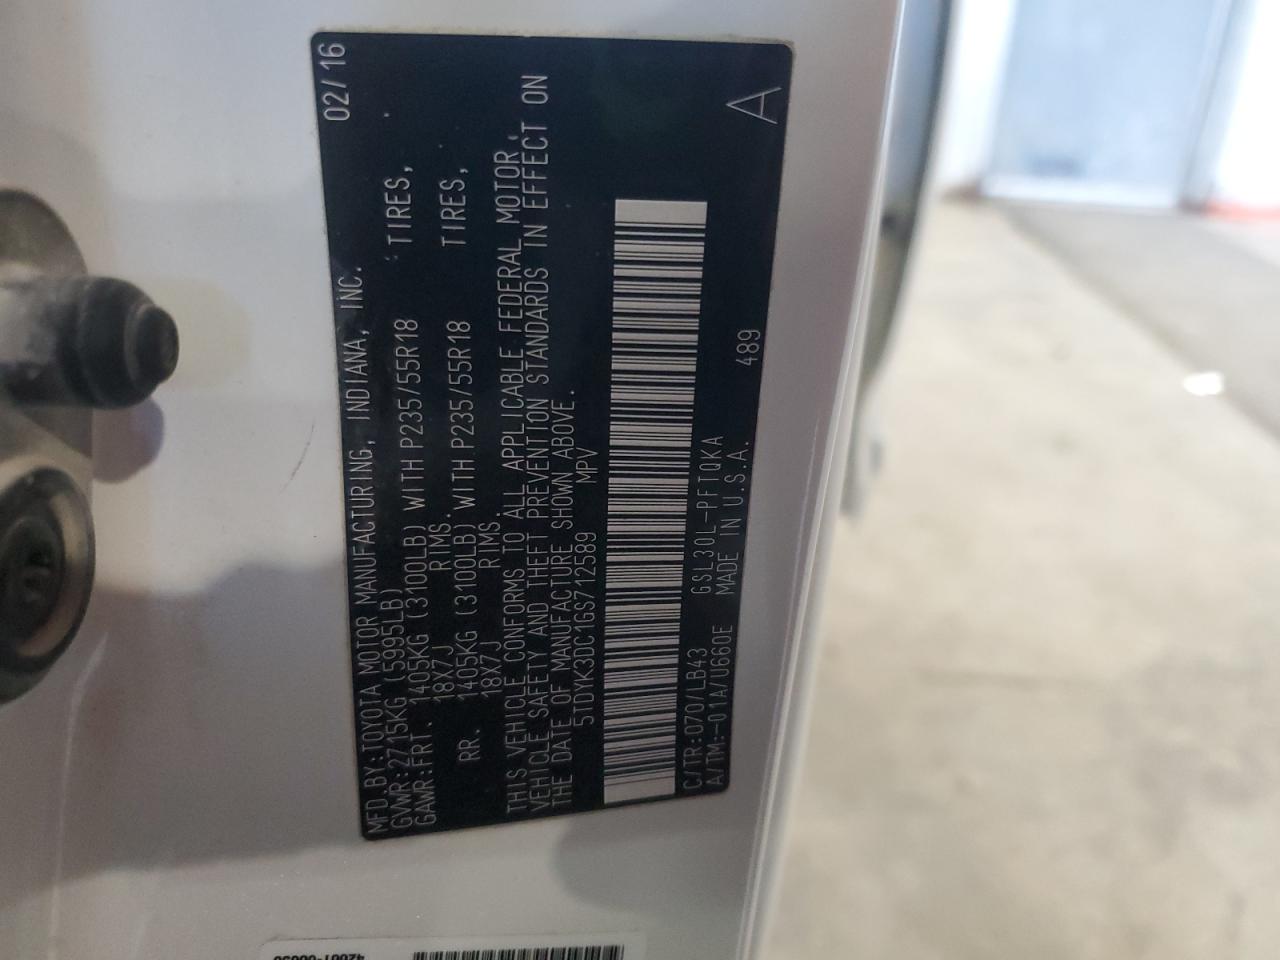 MFD.BY:TOYOTA MOTOR MANUFACTURING, INDIANA, INC. 02/16
GVWR:2715KG (5995LB)
GAWR:FRT. 1405KG (3100LB) WITH P235/55R18 TIRES,
18X7J RIMS.
RR. 1405KG (3100LB) WITH P235/55R18 TIRES,
18X7J RIMS.
THIS VEHICLE CONFORMS TO ALL APPLICABLE FEDERAL MOTOR
VEHICLE SAFETY AND THEFT PREVENTION STANDARDS IN EFFECT ON
THE DATE OF MANUFACTURE SHOWN ABOVE.
5TDYK3DC1GS712589 MPV
C/TR:070/LB43 GSL30L-PFTQKA
A/TM:-01A/U660E MADE IN U.S.A. 489
A